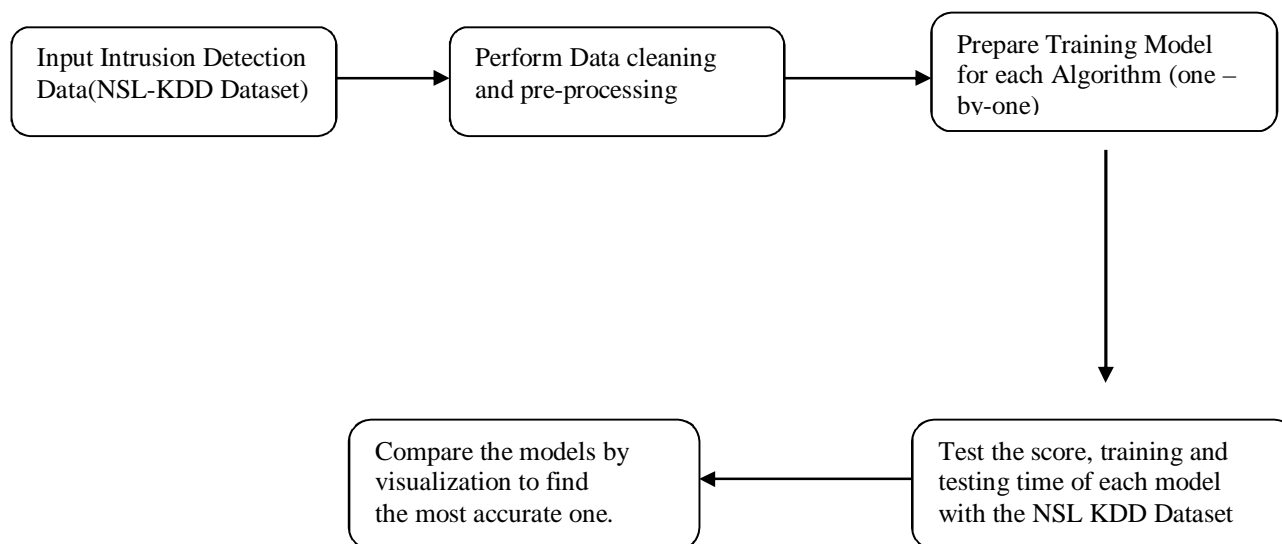 Input Intrusion Detection
Data(NSL-KDD Dataset)
Perform Data cleaning
and pre-processing
Prepare Training Model
for each Algorithm (one –
by-one)
Test the score, training and
testing time of each model
with the NSL KDD Dataset
Compare the models by
visualization to find
the most accurate one.